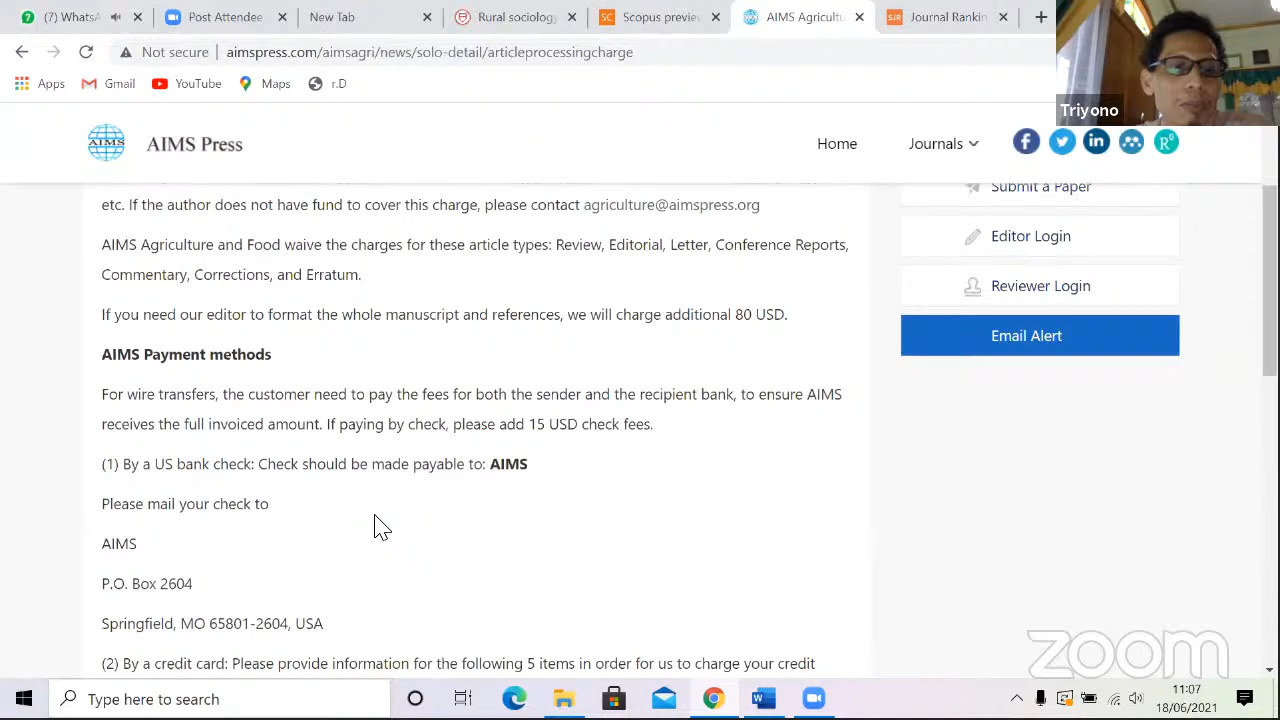 WhatsA
Post Attendee
New Tab
Rural sociology
Scopus preview
AIMS Agricultu
Journal Rankin
Not secure
aimspress.com/aimsagri/news/solo-detail/articleprocessingcharge
Apps
Gmail
YouTube
Maps
r.D
Triyono
AIMS
AIMS Press
Home
Journals
Submit a Paper
Editor Login
Reviewer Login
Email Alert
etc. If the author does not have fund to cover this charge, please contact agriculture@aimspress.org
AIMS Agriculture and Food waive the charges for these article types: Review, Editorial, Letter, Conference Reports,
Commentary, Corrections, and Erratum.
If you need our editor to format the whole manuscript and references, we will charge additional 80 USD.
AIMS Payment methods
For wire transfers, the customer need to pay the fees for both the sender and the recipient bank, to ensure AIMS
receives the full invoiced amount. If paying by check, please add 15 USD check fees.
(1) By a US bank check: Check should be made payable to: AIMS
Please mail your check to
AIMS
P.O. Box 2604
Springfield, MO 65801-2604, USA
(2) By a credit card: Please provide information for the following 5 items in order for us to charge your credit
zoom
Type here to search
11:07
18/06/2021